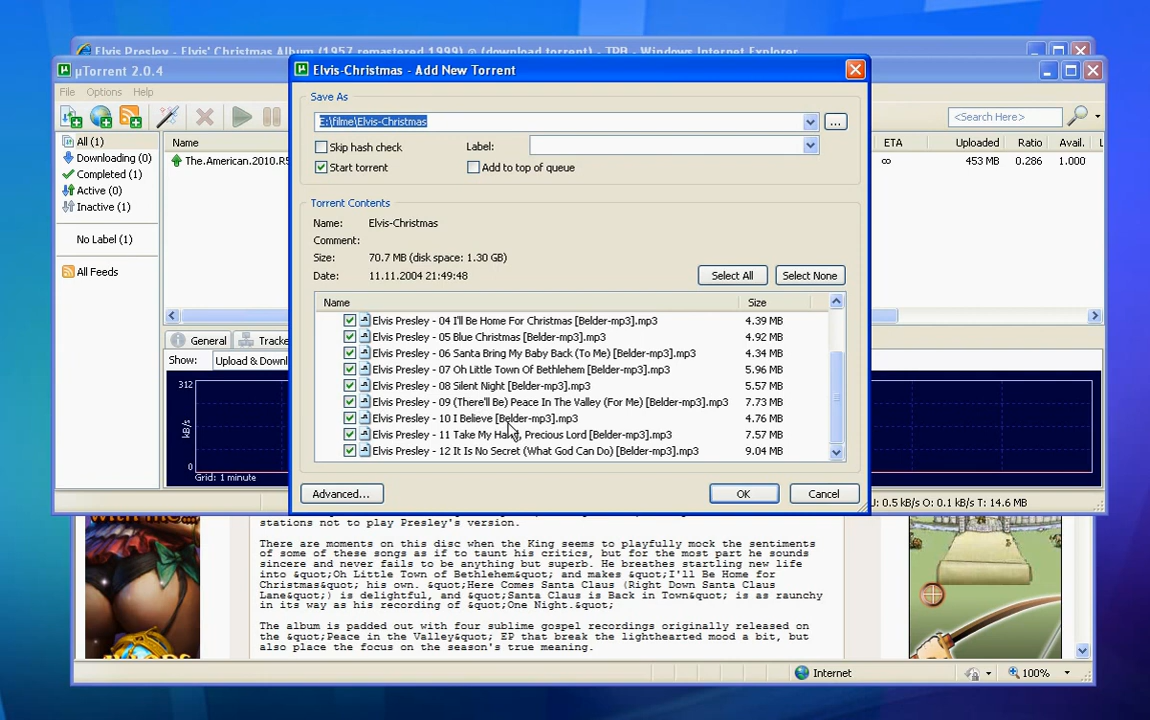 Elvis Presley - Elvis' Christmas Album (1957 remastered 1999) (download torrent) - TPB - Windows Internet Explorer
µTorrent 2.0.4
Elvis-Christmas - Add New Torrent
File Options Help
Save As
E:\filme\Elvis-Christmas
...
<Search Here>
Skip hash check
Label:
Start torrent
Add to top of queue
All (1)
Downloading (0)
Completed (1)
Active (0)
Inactive (1)
No Label (1)
All Feeds
Name
ETA
Uploaded
Ratio
Avail.
L
The.American.2010.R5
∞
453 MB
0.286
1.000
Torrent Contents
Name: Elvis-Christmas
Comment:
Size: 70.7 MB (disk space: 1.30 GB)
Date: 11.11.2004 21:49:48
Select All
Select None
Name
Size
Elvis Presley - 04 I'll Be Home For Christmas [Belder-mp3].mp3 4.39 MB
Elvis Presley - 05 Blue Christmas [Belder-mp3].mp3 4.92 MB
Elvis Presley - 06 Santa Bring My Baby Back (To Me) [Belder-mp3].mp3 4.34 MB
Elvis Presley - 07 Oh Little Town Of Bethlehem [Belder-mp3].mp3 5.96 MB
Elvis Presley - 08 Silent Night [Belder-mp3].mp3 5.57 MB
Elvis Presley - 09 (There'll Be) Peace In The Valley (For Me) [Belder-mp3].mp3 7.73 MB
Elvis Presley - 10 I Believe [Belder-mp3].mp3 4.76 MB
Elvis Presley - 11 Take My Hand, Precious Lord [Belder-mp3].mp3 7.57 MB
Elvis Presley - 12 It Is No Secret (What God Can Do) [Belder-mp3].mp3 9.04 MB
General
Tracke
Show: Upload & Downl
312
kB/s
0
Grid: 1 minute
Advanced...
OK
Cancel
U: 0.5 kB/s O: 0.1 kB/s T: 14.6 MB
stations not to play Presley's version.
There are moments on this disc when the King seems to playfully mock the sentiments
of some of these songs as if to taunt his critics, but for the most part he sounds
sincere and never fails to be anything but superb. He breathes startling new life
into &quot;Oh Little Town of Bethlehem&quot; and makes &quot;I'll Be Home for
Christmas&quot; his own. &quot;Here Comes Santa Claus (Right Down Santa Claus
Lane&quot;) is delightful, and &quot;Santa Claus is Back in Town&quot; is as raunchy
in its way as his recording of &quot;One Night.&quot;
The album is padded out with four sublime gospel recordings originally released on
the &quot;Peace in the Valley&quot; EP that break the lighthearted mood a bit, but
also place the focus on the season's true meaning.
Internet
100%